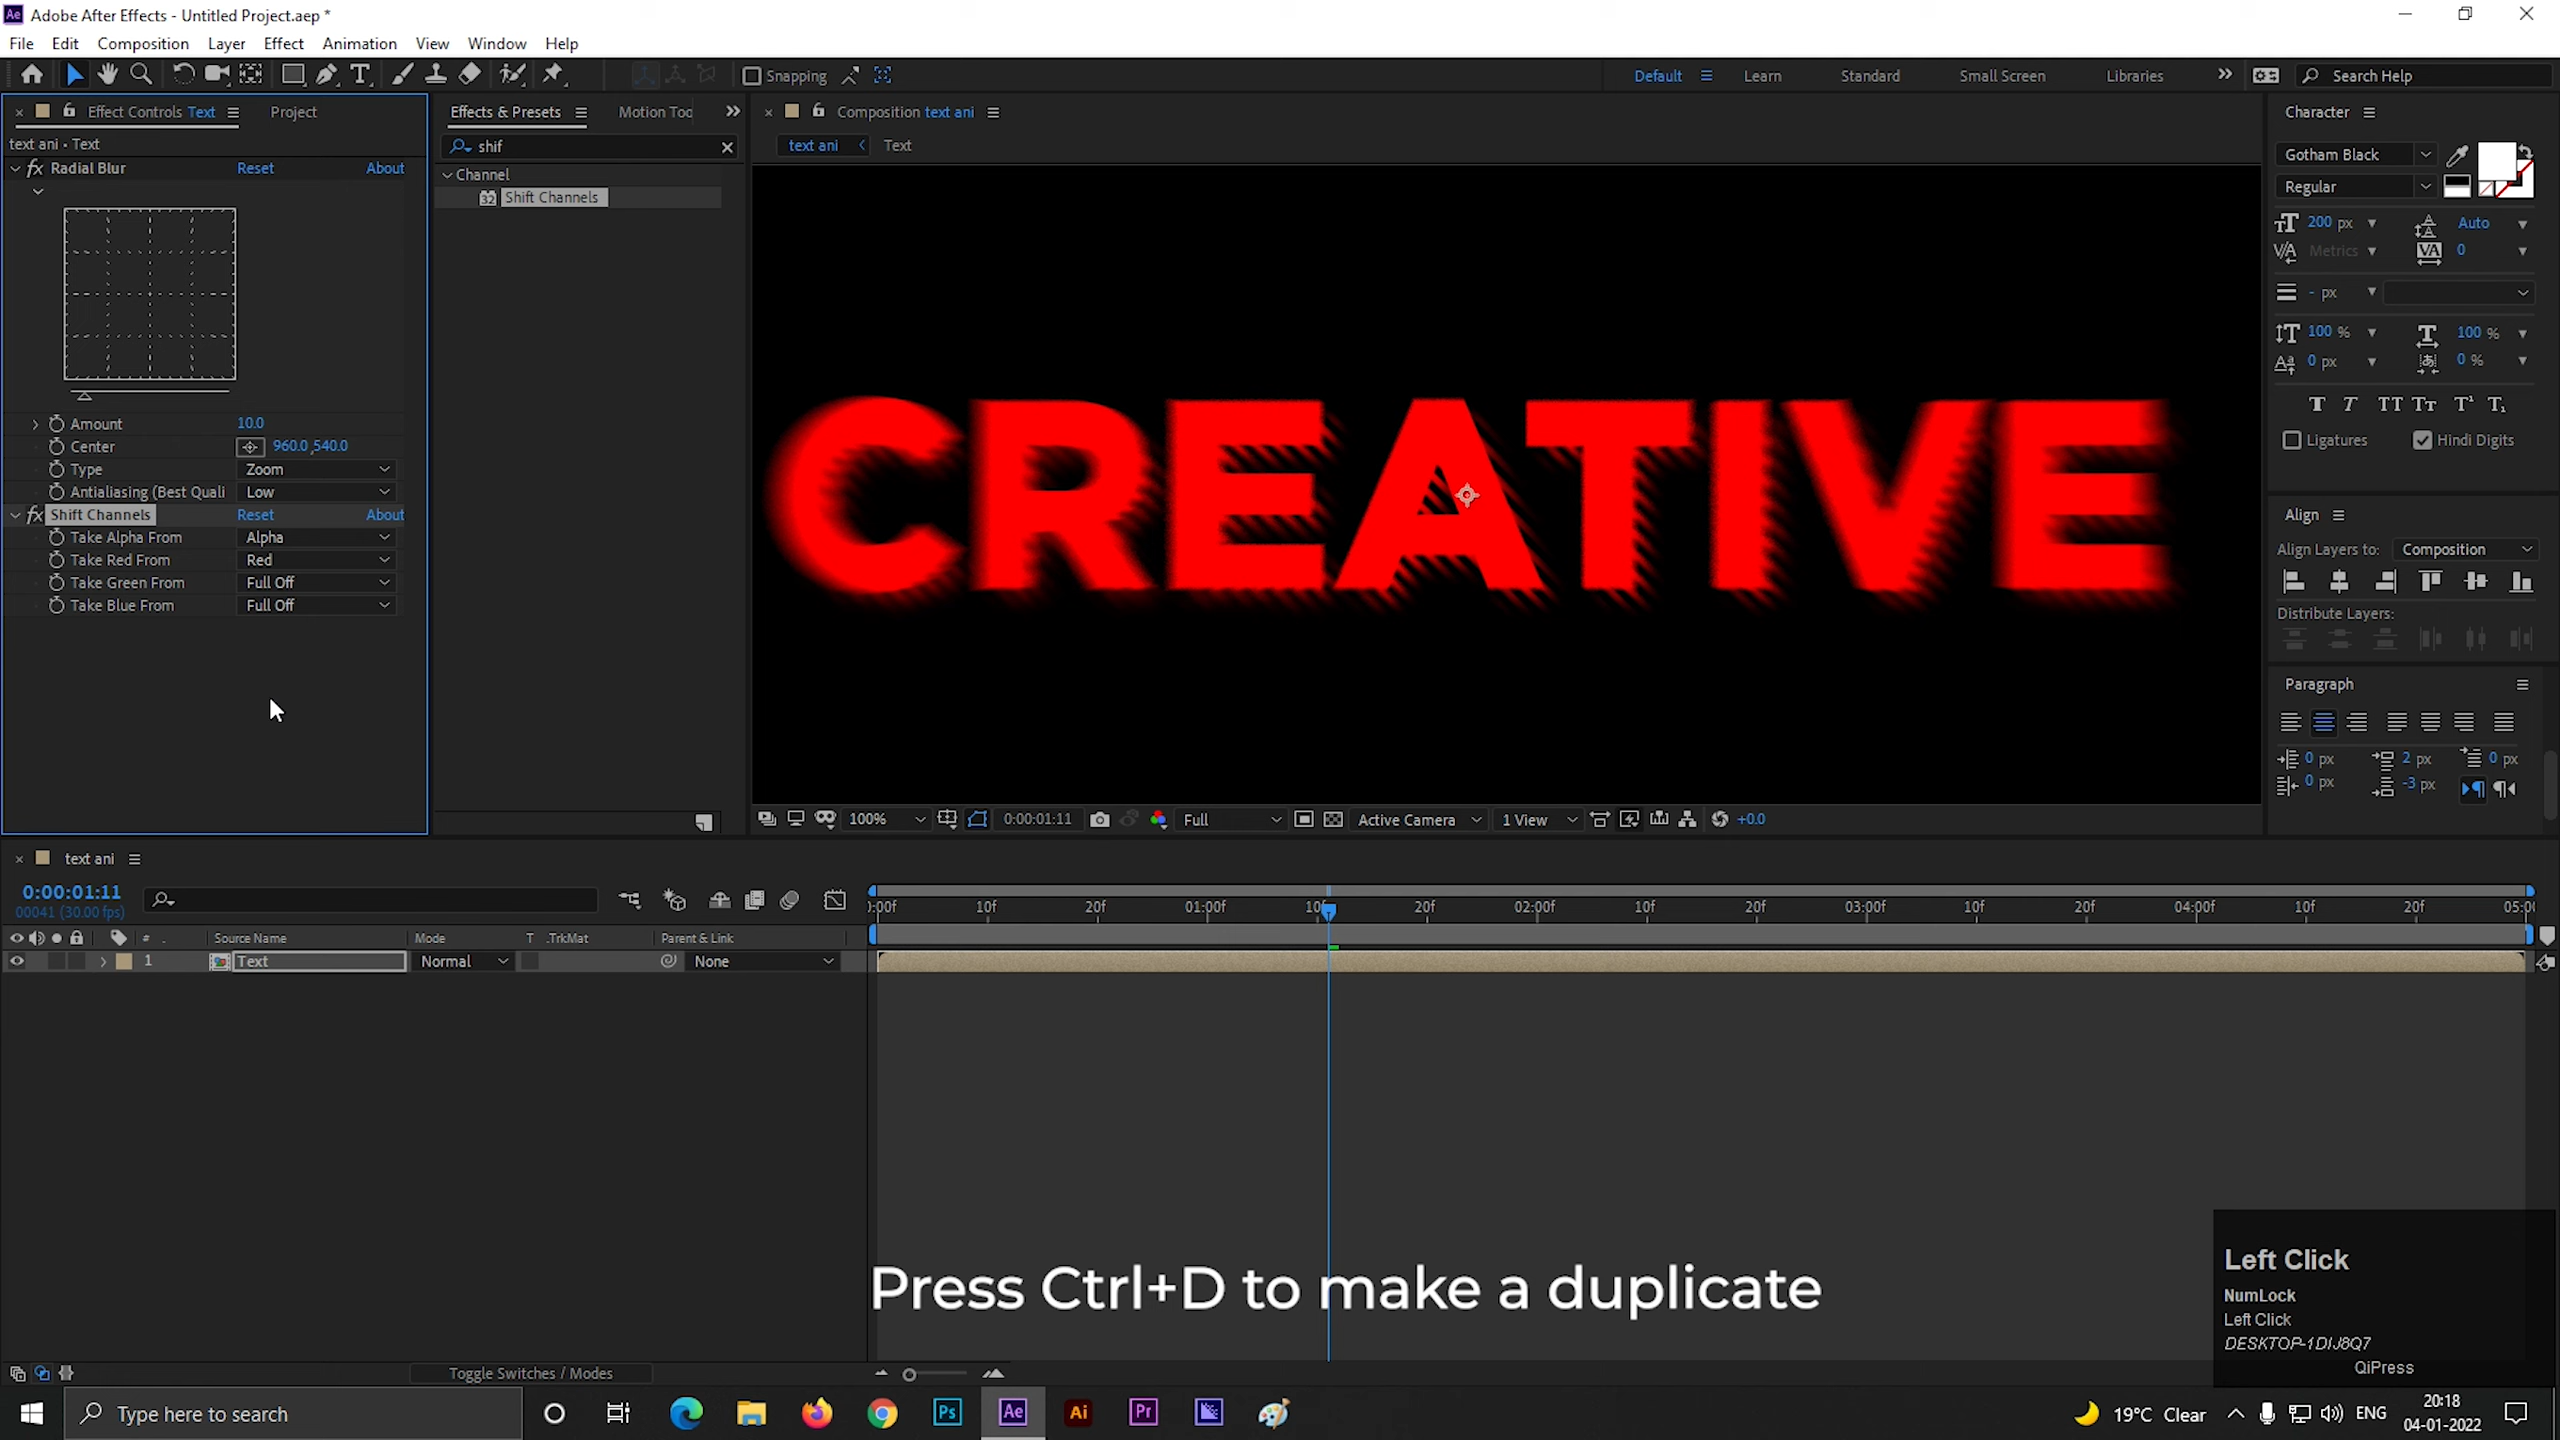 Adobe After Effects - Untitled Project.aep *
File Edit Composition Layer Effect Animation View Window Help
Snapping
Default Learn Standard Small Screen Libraries Search Help
Effect Controls Text Project
text ani • Text
fx Radial Blur Reset About
Amount 10.0
Center 960.0,540.0
Type Zoom
Antialiasing (Best Quali Low
fx Shift Channels Reset About
Take Alpha From Alpha
Take Red From Red
Take Green From Full Off
Take Blue From Full Off
Effects & Presets Motion Too
shif
Channel
32 Shift Channels
Composition text ani
text ani Text
CREATIVE
100% 0:00:01:11 Full Active Camera 1 View +0.0
Character
Gotham Black
Regular
200 px Auto
Metrics 0
- px
100 % 100 %
0 px 0 %
Ligatures Hindi Digits
Align
Align Layers to: Composition
Distribute Layers:
Paragraph
0 px 2 px 0 px
0 px -3 px
text ani
0:00:01:11
00041 (30.00 fps)
# Source Name Mode T .TrkMat Parent & Link
1 Text Normal None
):00f 10f 20f 01:00f 10f 20f 02:00f 10f 20f 03:00f 10f 20f 04:00f 10f 20f 05:0(
Press Ctrl+D to make a duplicate
Left Click
NumLock
Left Click
DESKTOP-1DIJ8Q7
QiPress
Toggle Switches / Modes
Type here to search
Ps Ae Ai Pr
19°C Clear ENG
20:18
04-01-2022